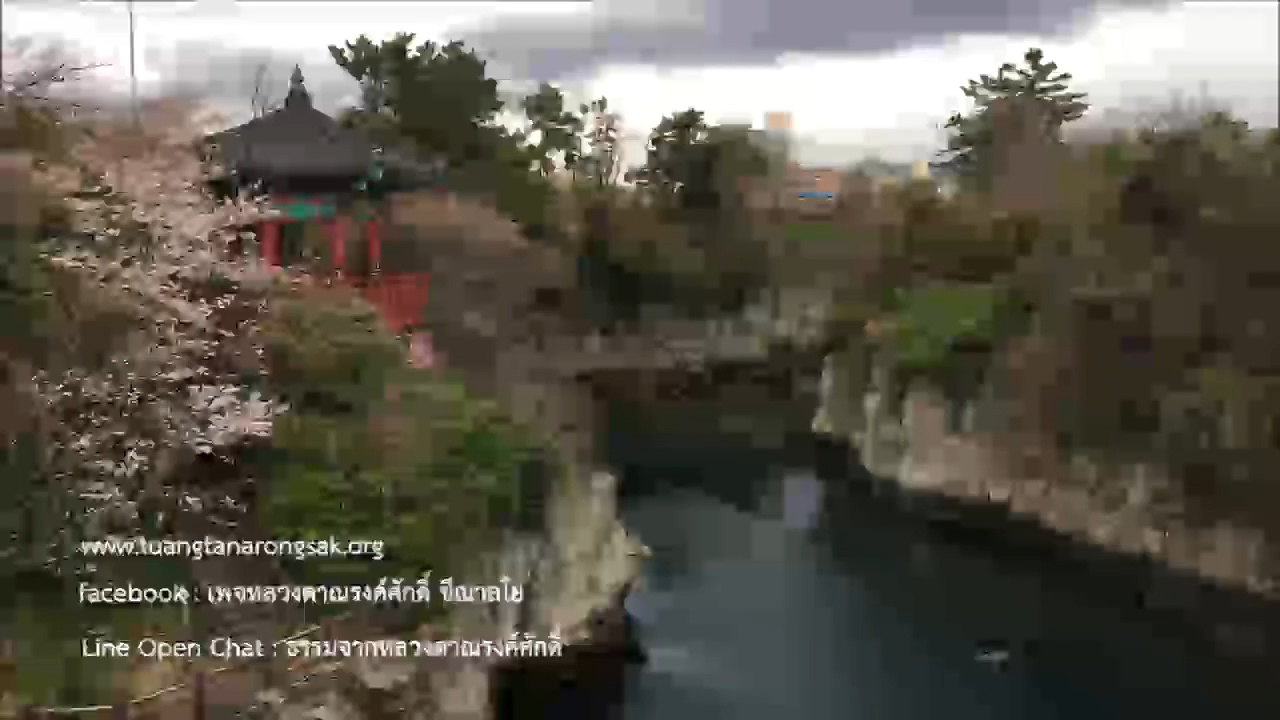 www.luangtanarongsak.org
facebook : เพจหลวงตาณรงค์ศักดิ์ ขีณาลโย
Line Open Chat : ธรรมจากหลวงตาณรงค์ศักดิ์